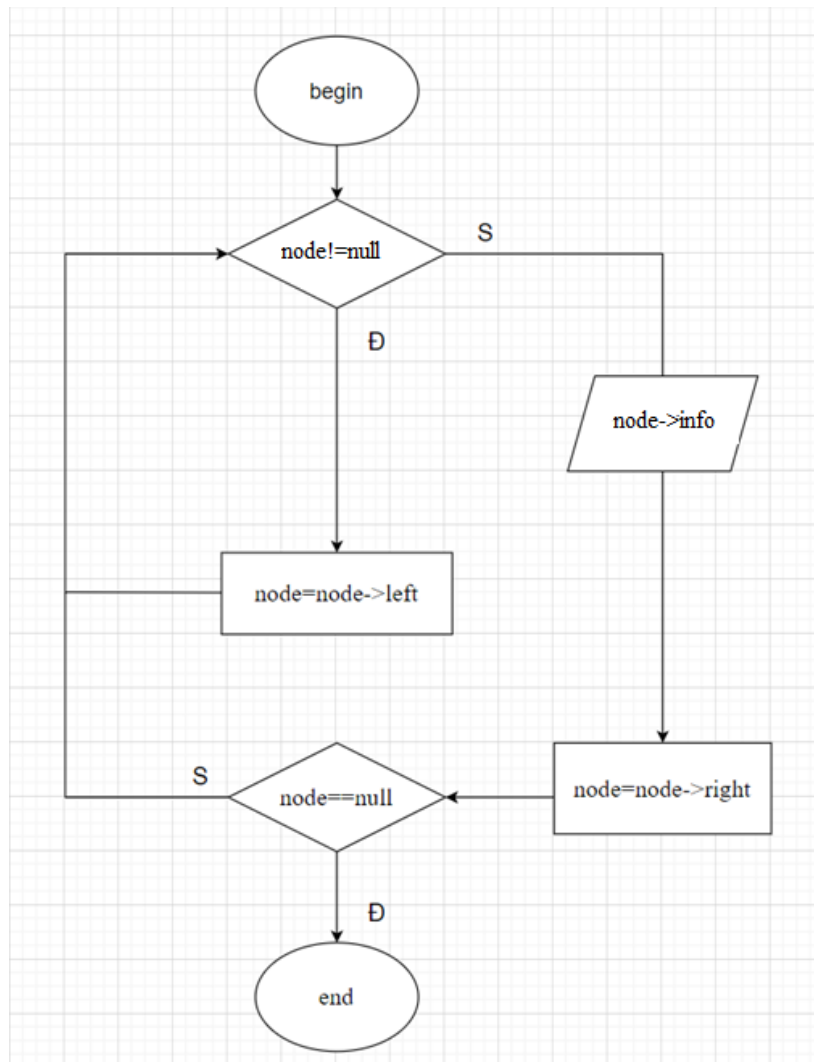 begin
node!=null
S
Đ
node->info
node=node->left
node=node->right
S
node==null
Đ
end